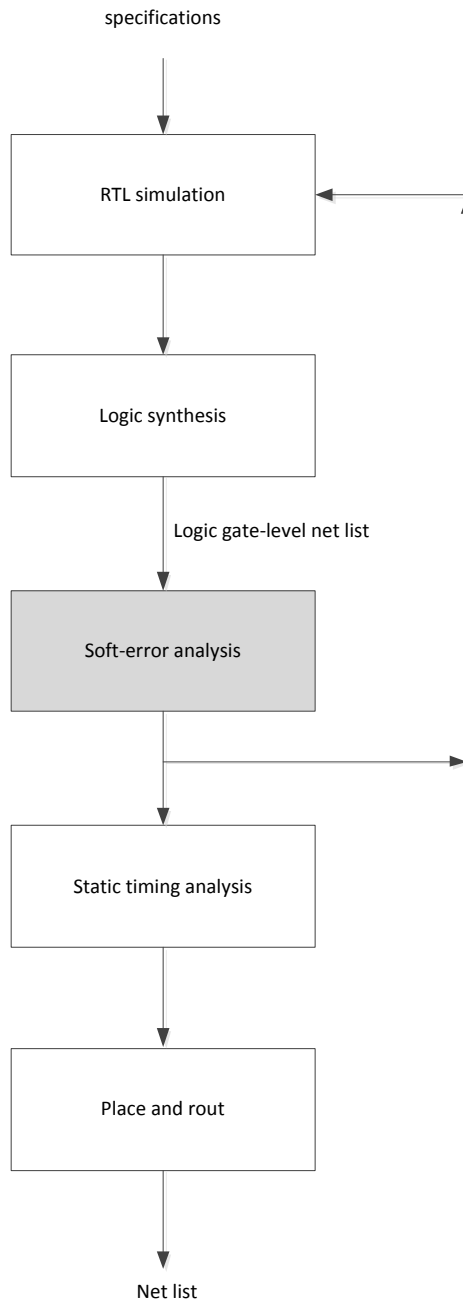 specifications
RTL simulation
Logic synthesis
Logic gate-level net list
Soft-error analysis
Static timing analysis
Place and rout
Net list